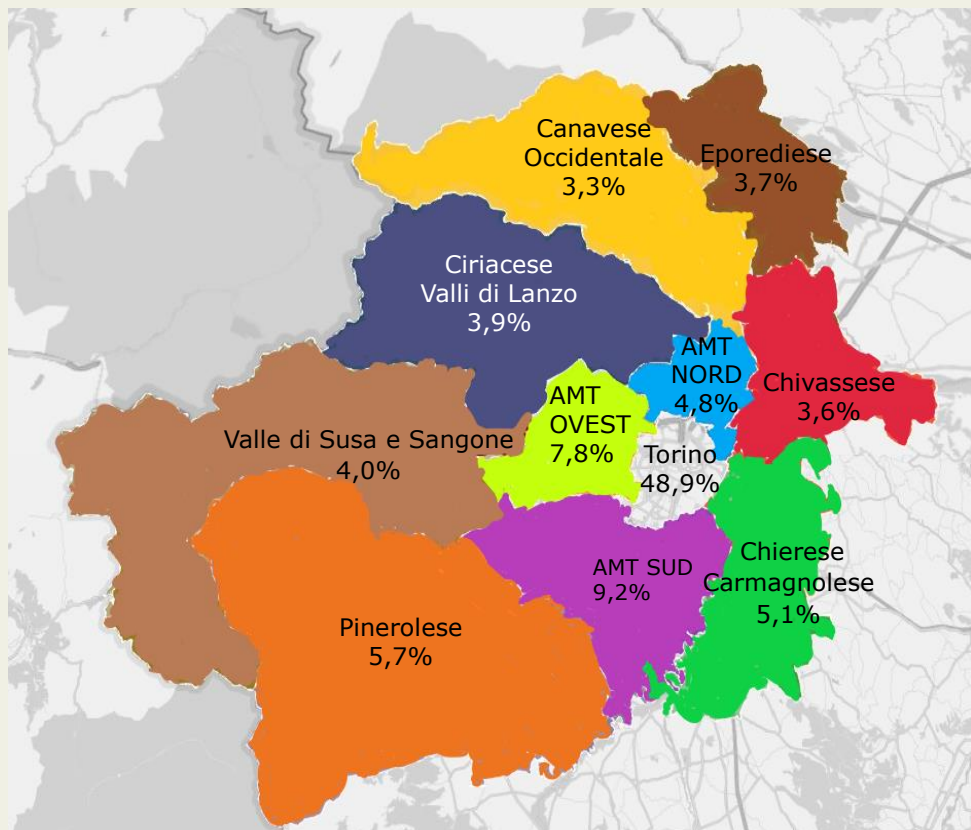 Canavese
Occidentale
3,3%
Eporediese
3,7%
Ciriacese
Valli di Lanzo
3,9%
AMT
NORD
4,8%
Chivassese
3,6%
AMT
OVEST
7,8%
Valle di Susa e Sangone
4,0%
Torino
48,9%
AMT SUD
9,2%
Chierese
Carmagnolese
5,1%
Pinerolese
5,7%